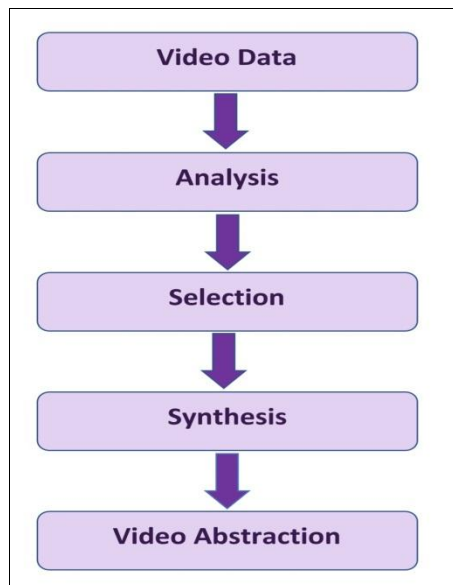 Video Data
Analysis
Selection
Synthesis
Video Abstraction